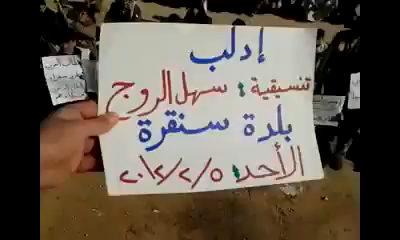 إدلب
تنسيقية: سهل الروج
بلدة سنقرة
الأحد: ٢٠١٢/٢/٥